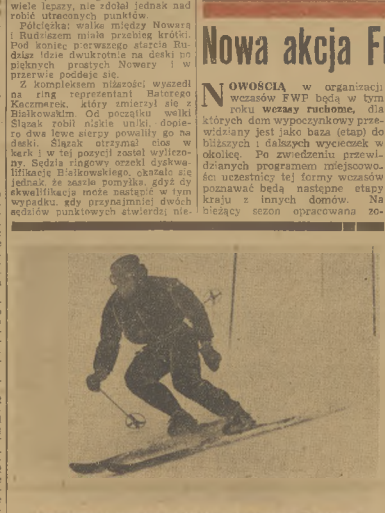 wiele lepszy, nie zdołał jednak nad
robić utraconych punktów.
Półciężka: walka między Nowarą
i Rudziszem miała przebieg krótki.
Pod koniec pierwszego starcia Ru-
dzisz idzie dwukrotnie na deski po
pięknych prostych Nowary i w
przerwie poddaje się.
Z kompleksem niższości wyszedł
na ring reprezentant Batorego
Kaczmarek, który zmierzył się z
Białkowskim. Od początku walki
Ślązak robił niskie uniki, dopie-
ro dwa lewe sierpy powaliły go na
deski. Ślązak otrzymał cios w
kark i w tej pozycji został wyliczo-
ny. Sędzia ringowy orzekł dyskwa-
lifikację Białkowskiego, okazało się
jednak, że zaszła pomyłka, gdyż dy
skwalifikacja może nastąpić w tym
wypadku, gdy przynajmniej dwóch
sędziów punktowych stwierdzi nie-
Nowa akcja F
NOWOŚCIĄ w organizacji
wczasów FWP będą w tym
roku wczasy ruchome, dla
których dom wypoczynkowy prze-
widziany jest jako baza (etap) do
bliższych i dalszych wycieczek w
okolicę. Po zwiedzeniu przewi-
dzianych programem miejscowo-
ści uczestnicy tej formy wczasów
poznawać będą następne etapy
kraju z innych domów. Na
bieżący sezon opracowana zo-